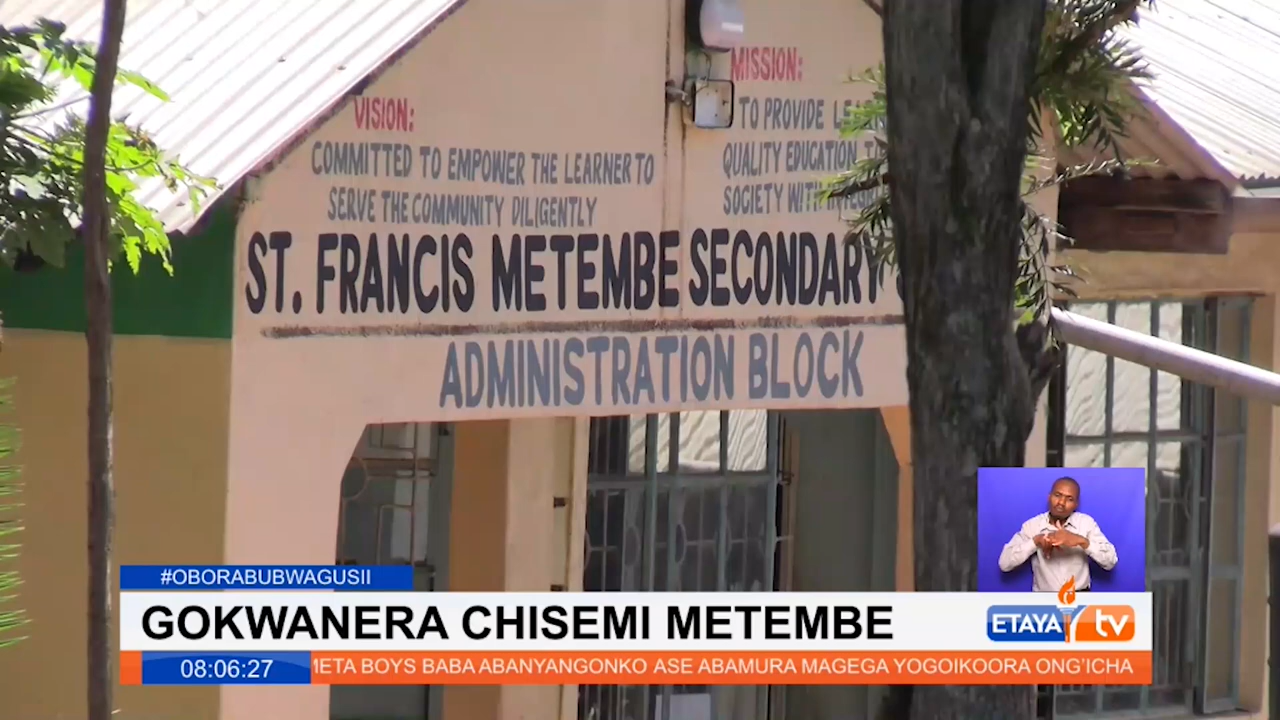 VISION:
COMMITTED TO EMPOWER THE LEARNER TO
SERVE THE COMMUNITY DILIGENTLY
MISSION:
TO PROVIDE
QUALITY EDUCATION
SOCIETY WITH
ST. FRANCIS METEMBE SECONDARY
ADMINISTRATION BLOCK
#OBORABUBWAGUSII
GOKWANERA CHISEMI METEMBE
ETAYA tv
08:06:27
META BOYS BABA ABANYANGONKO ASE ABAMURA MAGEGA YOGOIKOORA ONG'ICHA